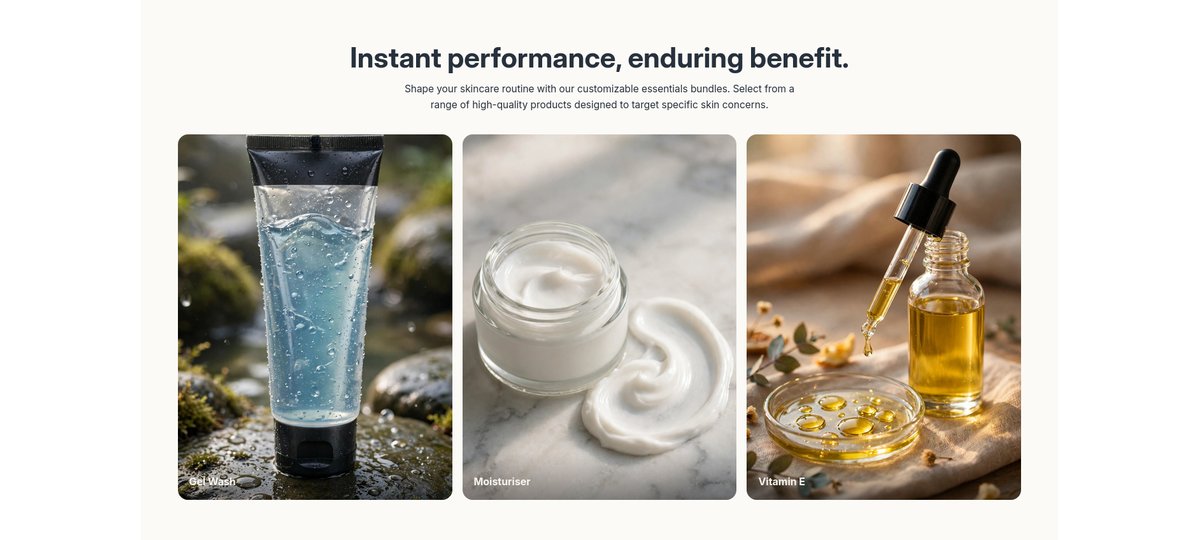 Instant performance, enduring benefit.
Shape your skincare routine with our customizable essentials bundles. Select from a
range of high-quality products designed to target specific skin concerns.
Gel Wash
Moisturiser
Vitamin E